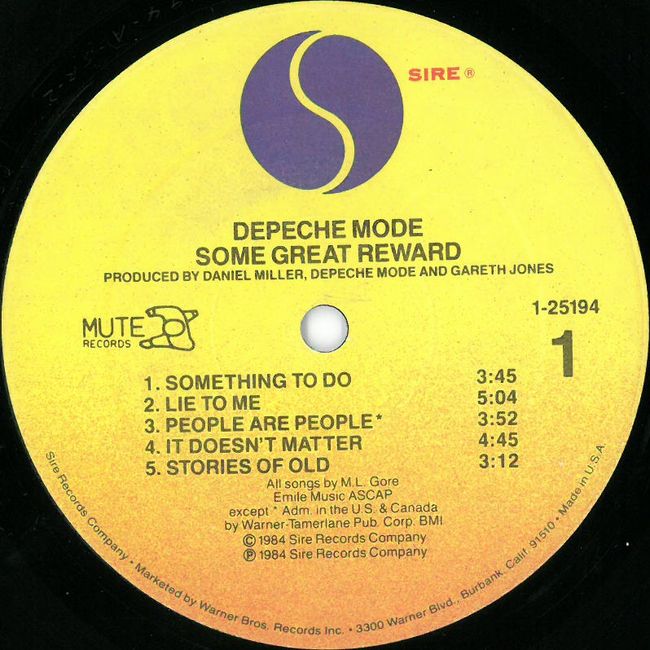 SIRE ®
DEPECHE MODE
SOME GREAT REWARD
PRODUCED BY DANIEL MILLER, DEPECHE MODE AND GARETH JONES
1-25194
MUTE
RECORDS
1
1. SOMETHING TO DO 3:45
2. LIE TO ME 5:04
3. PEOPLE ARE PEOPLE* 3:52
4. IT DOESN'T MATTER 4:45
5. STORIES OF OLD 3:12
All songs by M.L. Gore
Emile Music ASCAP
except * Adm. in the U.S. & Canada
by Warner-Tamerlane Pub. Corp. BMI
© 1984 Sire Records Company
℗ 1984 Sire Records Company
Sire Records Company • Marketed by Warner Bros. Records Inc. • 3300 Warner Blvd., Burbank, Calif. 91510 • Made in U.S.A.